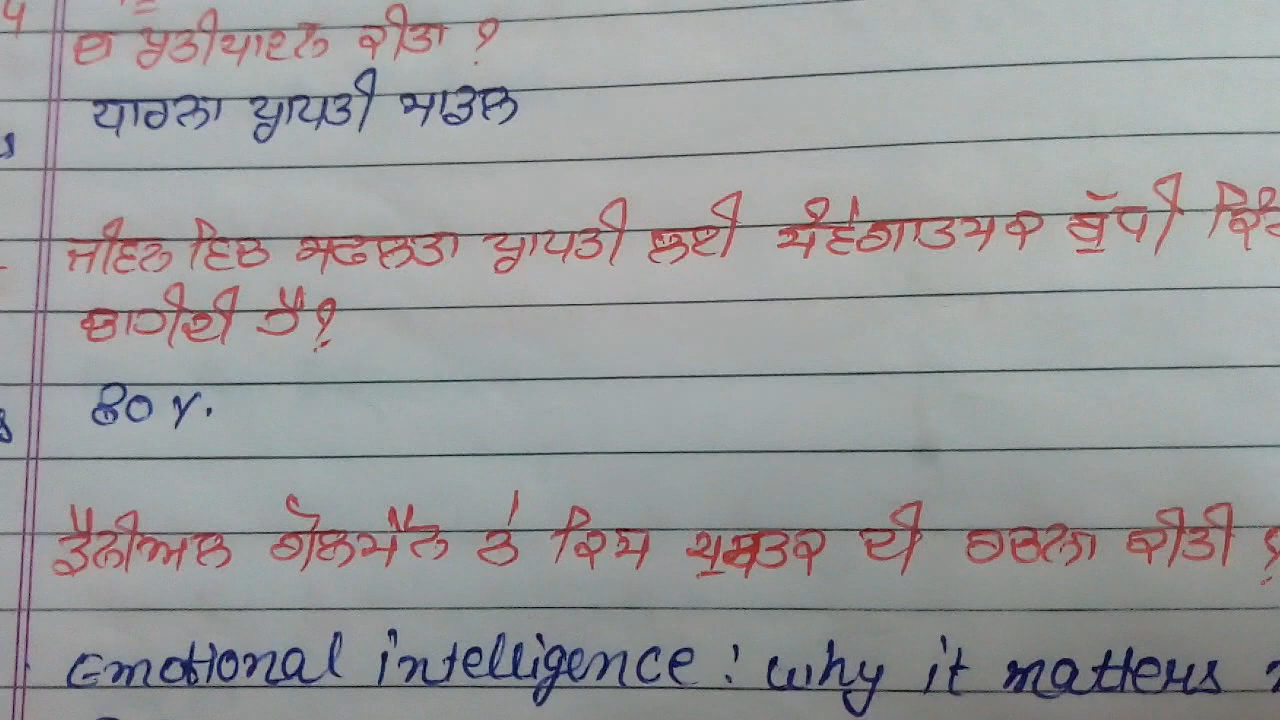 ਦਾ ਪ੍ਰਤੀਪਾਦਨ ਕੀਤਾ ?
ਧਾਰਨਾ ਪ੍ਰਾਪਤੀ ਮਾਡਲ
ਜੀਵਨ ਵਿਚ ਸਫਲਤਾ ਪ੍ਰਾਪਤੀ ਲਈ ਸੰਵੇਗਾਤਮਕ ਬੁੱਧੀ
ਭਾਗੇਦਾਰੀ ਹੈ?
80 %.
ਡੈਨੀਅਲ ਗੋਲਮੈਨ ਨੇ ਕਿਸ ਪੁਸਤਕ ਦੀ ਰਚਨਾ ਕੀਤੀ ?
Emotional intelligence : why it matters